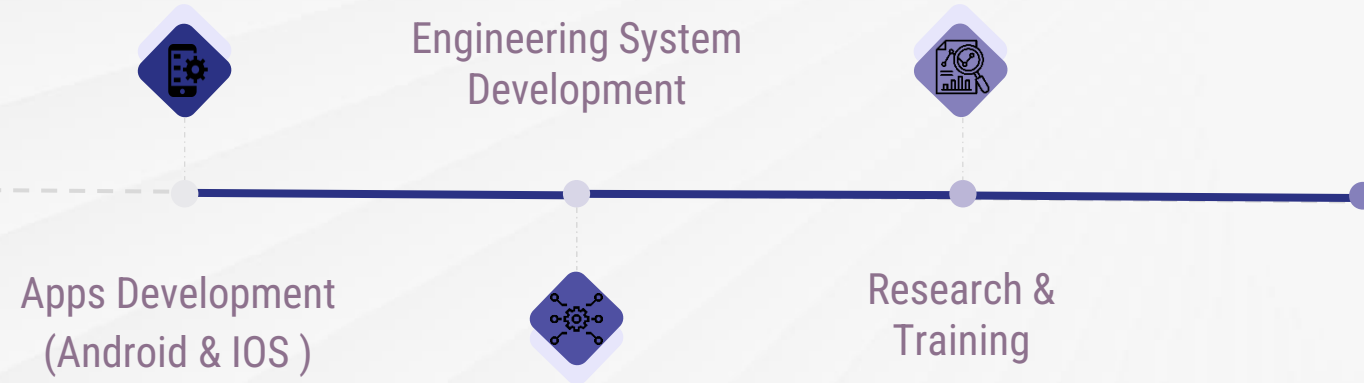 Engineering System
Development
Apps Development
(Android & IOS )
Research &
Training